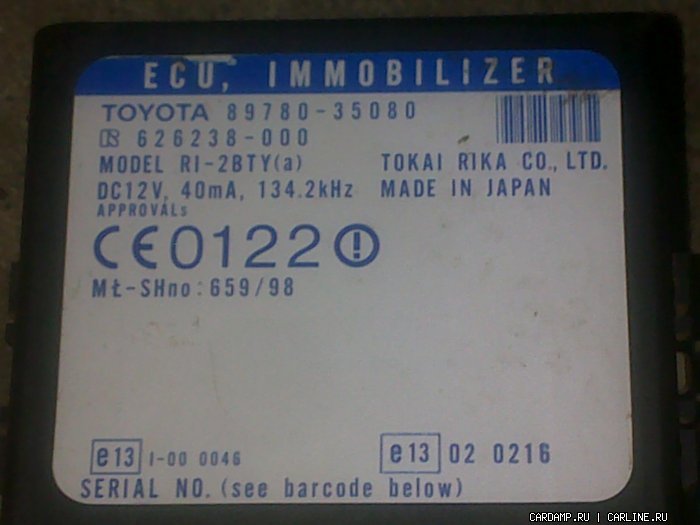 ECU, IMMOBILIZER
TOYOTA 89780-35080
626238-000
MODEL RI-2BTY(a) TOKAI RIKA CO., LTD.
DC12V, 40mA, 134.2kHz MADE IN JAPAN
APPROVALs
CE0122
MŁ-SHno:659/98
e13 I-00 0046 e13 02 0216
SERIAL NO. (see barcode below)
CARDAMP.RU | CARLINE.RU